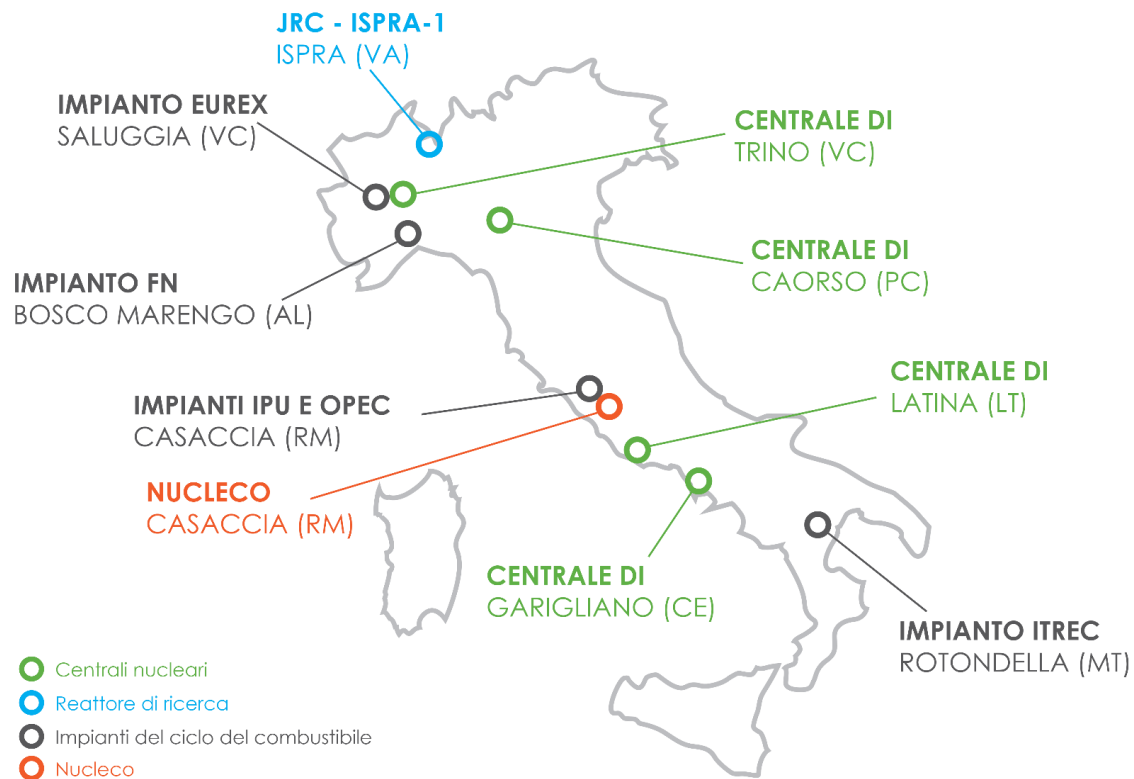 JRC - ISPRA-1
ISPRA (VA)
IMPIANTO EUREX
SALUGGIA (VC)
CENTRALE DI
TRINO (VC)
CENTRALE DI
CAORSO (PC)
IMPIANTO FN
BOSCO MARENGO (AL)
CENTRALE DI
LATINA (LT)
IMPIANTI IPU E OPEC
CASACCIA (RM)
NUCLECO
CASACCIA (RM)
CENTRALE DI
GARIGLIANO (CE)
IMPIANTO ITREC
ROTONDELLA (MT)
Centrali nucleari
Reattore di ricerca
Impianti del ciclo del combustibile
Nucleco